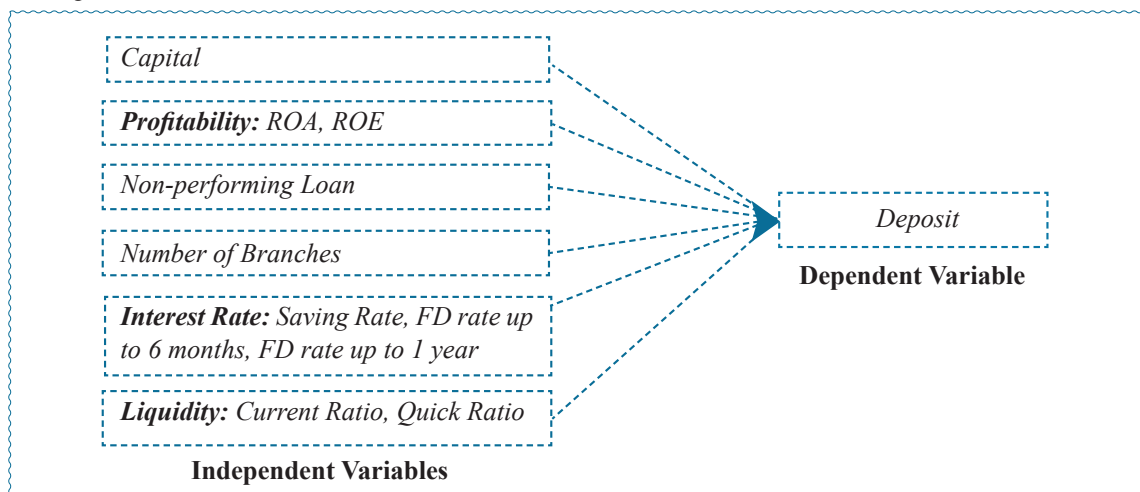 Capital
Profitability: ROA, ROE
Non-performing Loan
Number of Branches
Interest Rate: Saving Rate, FD rate up
to 6 months, FD rate up to 1 year
Liquidity: Current Ratio, Quick Ratio
Independent Variables
Deposit
Dependent Variable